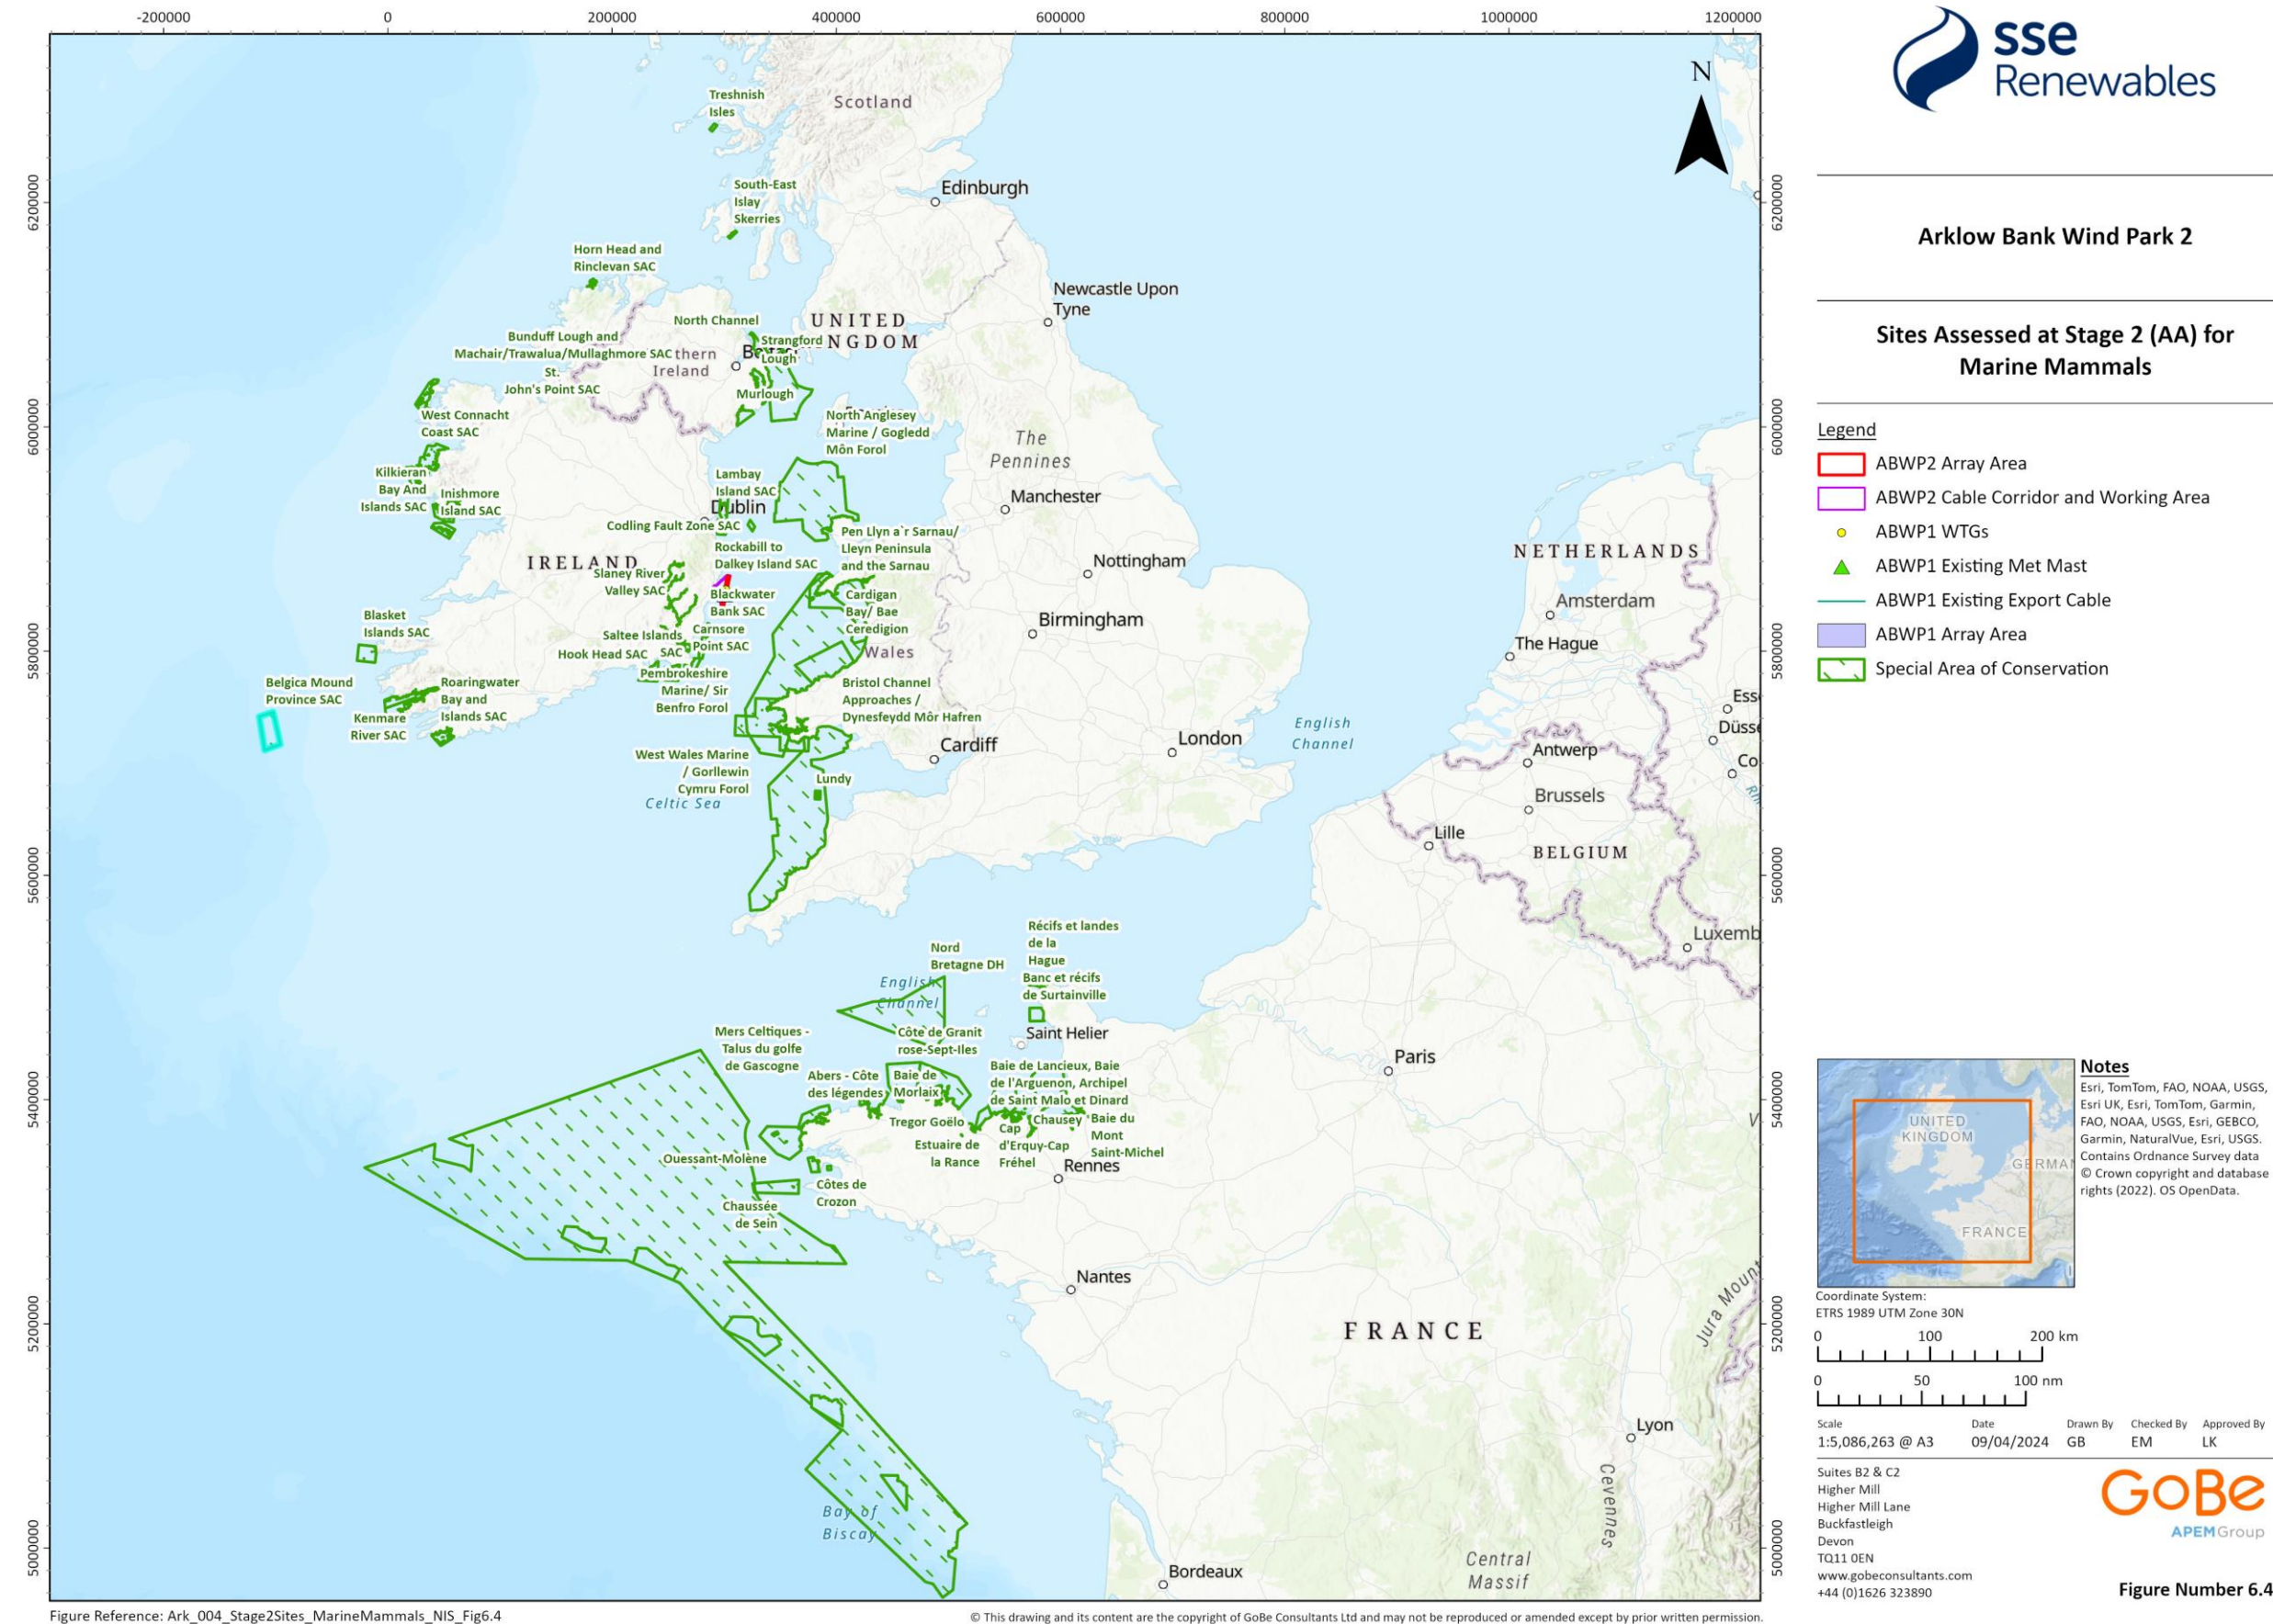 -200000
0
200000
400000
600000
800000
1000000
1200000
6200000
6000000
5800000
5600000
5400000
5200000
5000000
6200000
6000000
5800000
5600000
5400000
5200000
5000000
N
Treshnish
Isles
Scotland
South-East
Islay
Skerries
Edinburgh
Horn Head and
Rinclevan SAC
Newcastle Upon
Tyne
North Channel
UNITED
NGDOM
Strangford
Lough
Bunduff Lough and
Machair/Trawalua/Mullaghmore SAC
thern
Ireland
St.
John's Point SAC
Murlough
West Connacht
Coast SAC
North Anglesey
Marine / Gogledd
Môn Forol
The
Pennines
Kilkieran
Bay And
Islands SAC
Inishmore
Island SAC
Lambay
Island SAC
Dublin
Manchester
Codling Fault Zone SAC
Pen Llyn a`r Sarnau/
Lleyn Peninsula
and the Sarnau
Rockabill to
Dalkey Island SAC
IRELAND
Nottingham
NETHERLANDS
Slaney River
Valley SAC
Blackwater
Bank SAC
Cardigan
Bay/ Bae
Ceredigion
Birmingham
Amsterdam
The Hague
Blasket
Islands SAC
Saltee Islands
SAC
Carnsore
Point SAC
Hook Head SAC
Wales
Pembrokeshire
Marine/ Sir
Benfro Forol
Bristol Channel
Approaches /
Dynesfeydd Môr Hafren
Belgica Mound
Province SAC
Roaringwater
Bay and
Islands SAC
Kenmare
River SAC
English
Channel
Ess
Düsse
Co
London
Cardiff
Antwerp
West Wales Marine
/ Gorllewin
Cymru Forol
Lundy
Celtic Sea
Brussels
Lille
BELGIUM
Luxemb
Récifs et landes
de la
Hague
Nord
Bretagne DH
Banc et récifs
de Surtainville
English
Channel
Mers Celtiques -
Talus du golfe
de Gascogne
Côte de Granit
rose-Sept-Iles
Saint Helier
Paris
Abers - Côte
des légendes
Baie de
Morlaix
Baie de Lancieux, Baie
de l'Arguenon, Archipel
de Saint Malo et Dinard
Tregor Goëlo
Cap
d'Erquy-Cap
Fréhel
Chausey
Baie du
Mont
Saint-Michel
Estuaire de
la Rance
Ouessant-Molène
Rennes
Côtes de
Crozon
Chaussée
de Sein
Nantes
FRANCE
Jura Mount
Lyon
Cevennes
Bay of
Biscay
Central
Massif
Bordeaux
Figure Reference: Ark_004_Stage2Sites_MarineMammals_NIS_Fig6.4
© This drawing and its content are the copyright of GoBe Consultants Ltd and may not be reproduced or amended except by prior written permission.
sse
Renewables
Arklow Bank Wind Park 2
Sites Assessed at Stage 2 (AA) for
Marine Mammals
Legend
ABWP2 Array Area
ABWP2 Cable Corridor and Working Area
ABWP1 WTGs
ABWP1 Existing Met Mast
ABWP1 Existing Export Cable
ABWP1 Array Area
Special Area of Conservation
UNITED
KINGDOM
GERMAN
FRANCE
Notes
Esri, TomTom, FAO, NOAA, USGS,
Esri UK, Esri, TomTom, Garmin,
FAO, NOAA, USGS, Esri, GEBCO,
Garmin, NaturalVue, Esri, USGS.
Contains Ordnance Survey data
© Crown copyright and database
rights (2022). OS OpenData.
Coordinate System:
ETRS 1989 UTM Zone 30N
0 100 200 km
0 50 100 nm
Scale Date Drawn By Checked By Approved By
1:5,086,263 @ A3 09/04/2024 GB EM LK
Suites B2 & C2
Higher Mill
Higher Mill Lane
Buckfastleigh
Devon
TQ11 0EN
www.gobeconsultants.com
+44 (0)1626 323890
GoBe
APEMGroup
Figure Number 6.4